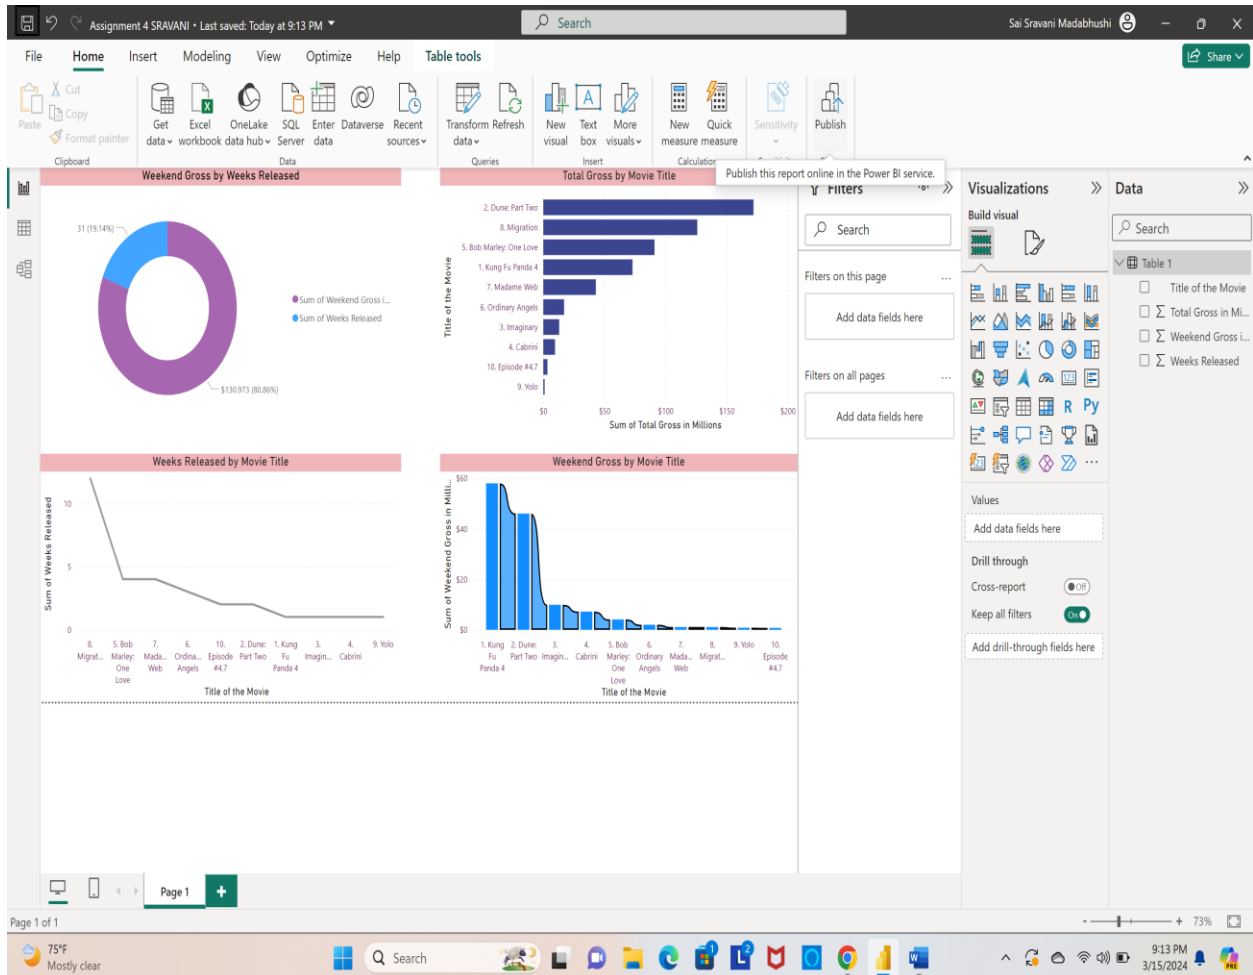 Assignment 4 SRAVANI • Last saved: Today at 9:13 PM
Search
Sai Sravani Madabhushi
File Home Insert Modeling View Optimize Help Table tools
Share
Paste
Cut
Copy
Format painter
Get data
Excel workbook
OneLake data hub
SQL Server
Enter data
Dataverse
Recent sources
Transform data
Refresh
New visual
Text box
More visuals
New measure
Quick measure
Sensitivity
Publish
Clipboard
Data
Queries
Insert
Publish this report online in the Power BI service.
Weekend Gross by Weeks Released
31 (19.14%)
$130.973 (80.86%)
Sum of Weekend Gross i...
Sum of Weeks Released
Total Gross by Movie Title
Title of the Movie
2. Dune: Part Two
8. Migration
5. Bob Marley: One Love
1. Kung Fu Panda 4
7. Madame Web
6. Ordinary Angels
3. Imaginary
4. Cabrini
10. Episode #4.7
9. Yolo
$0 $50 $100 $150 $200
Sum of Total Gross in Millions
Weeks Released by Movie Title
Sum of Weeks Released
10
5
0
8. Migrat...
5. Bob Marley: One Love
7. Mada... Web
6. Ordina... Angels
10. Episode #4.7
2. Dune: Part Two
1. Kung Fu Panda 4
3. Imagin...
4. Cabrini
9. Yolo
Title of the Movie
Weekend Gross by Movie Title
Sum of Weekend Gross in Milli...
$60
$40
$20
$0
1. Kung Fu Panda 4
2. Dune: Part Two
3. Imagin...
4. Cabrini
5. Bob Marley: One Love
6. Ordinary Angels
7. Mada... Web
8. Migrat...
9. Yolo
10. Episode #4.7
Title of the Movie
Filters
Search
Filters on this page
...
Add data fields here
Filters on all pages
...
Add data fields here
Visualizations
Build visual
123
R
Py
...
Values
Add data fields here
Drill through
Cross-report
Off
Keep all filters
On
Add drill-through fields here
Data
Search
Table 1
Title of the Movie
Total Gross in Mi...
Weekend Gross i...
Weeks Released
Page 1
+
Page 1 of 1
- + 73%
75°F
Mostly clear
Search
9:13 PM
3/15/2024